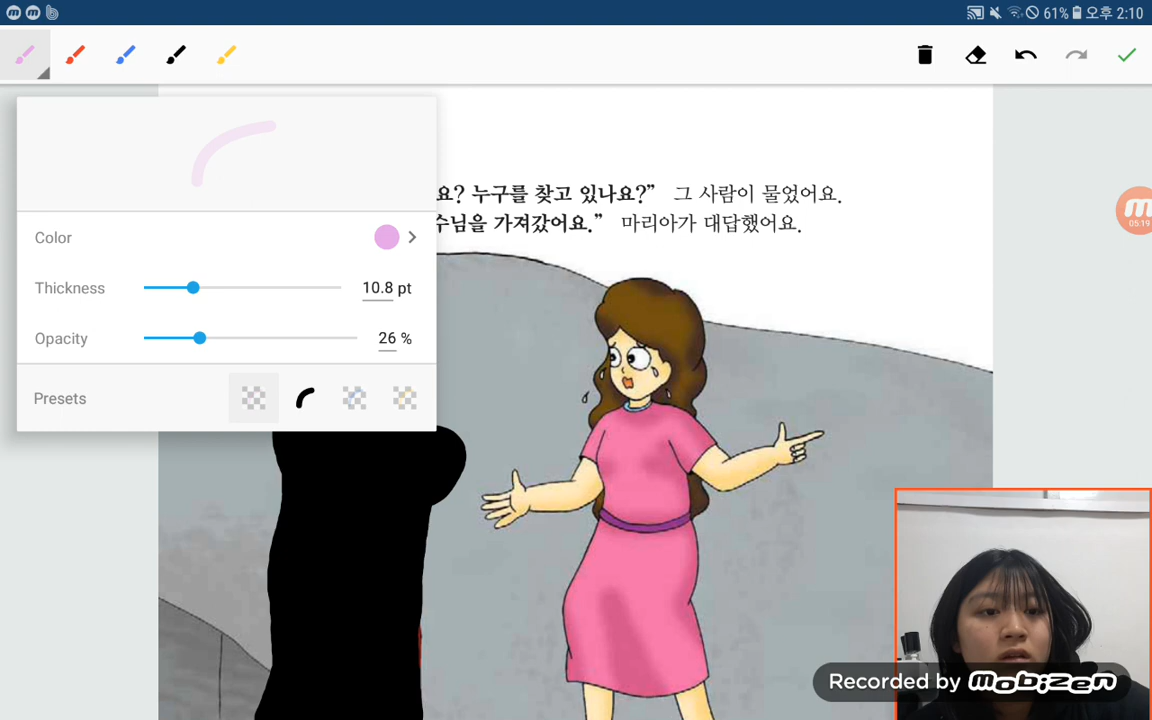 61% 오후 2:10
요? 누구를 찾고 있나요?” 그 사람이 물었어요.
수님을 가져갔어요.” 마리아가 대답했어요.
05:19
Color
Thickness 10.8 pt
Opacity 26 %
Presets
Recorded by mobizen